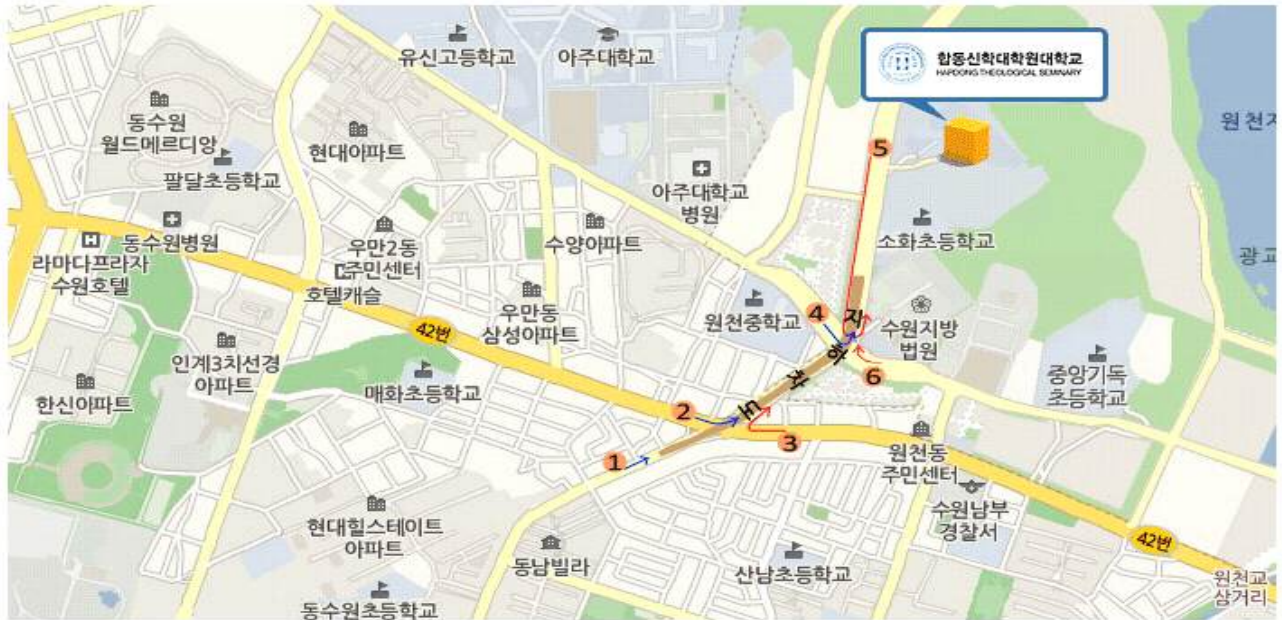 합동신학대학원대학교
HAPDONG THEOLOGICAL SEMINARY
유신고등학교
아주대학교
동수원
월드메르디앙
현대아파트
팔달초등학교
아주대학교
병원
5
소화초등학교
동수원병원
라마다프라자
수원호텔
우만2동
주민센터
호텔캐슬
수양아파트
우만동
삼성아파트
원천중학교
4
지하차도
수원지방
법원
6
42번
인계3차선경
아파트
한신아파트
매화초등학교
중앙기독
초등학교
2
3
1
원천동
주민센터
수원남부
경찰서
현대힐스테이트
아파트
동남빌라
산남초등학교
동수원초등학교
42번
원천교
삼거리